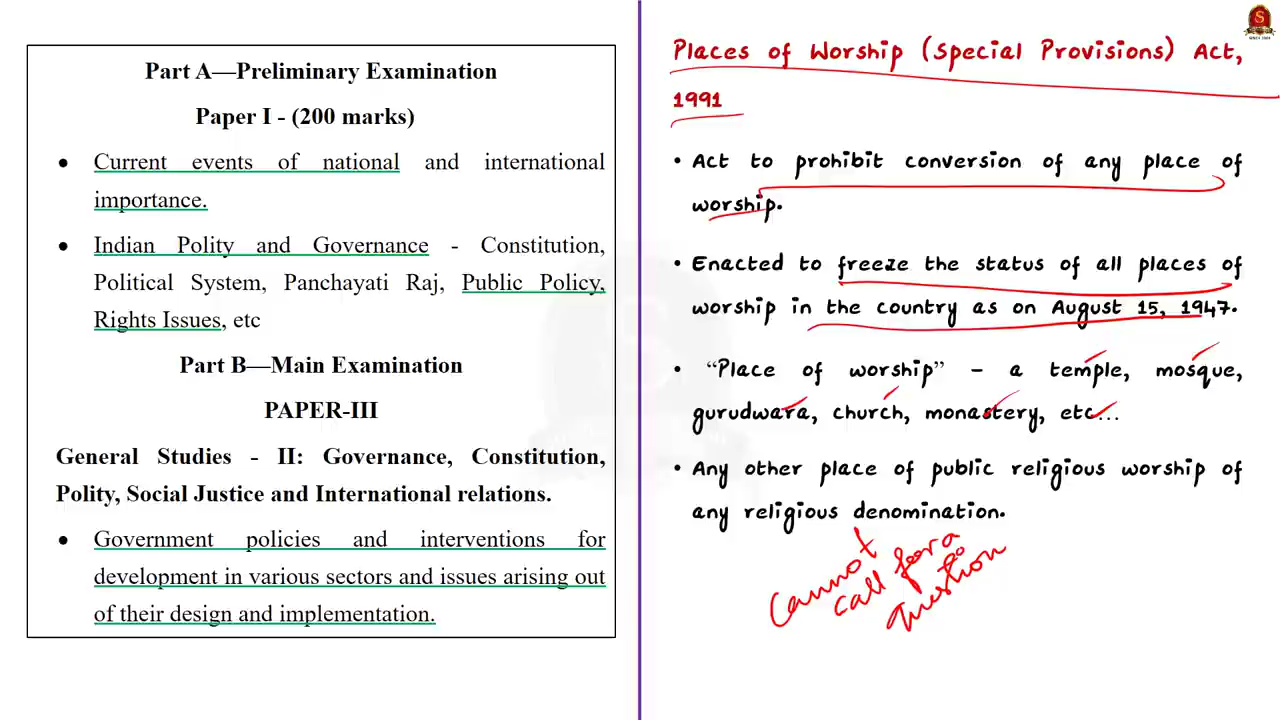 Part A—Preliminary Examination
Paper I - (200 marks)
• Current events of national and international
importance.
• Indian Polity and Governance - Constitution,
Political System, Panchayati Raj, Public Policy,
Rights Issues, etc
Part B—Main Examination
PAPER-III
General Studies - II: Governance, Constitution,
Polity, Social Justice and International relations.
• Government policies and interventions for
development in various sectors and issues arising out
of their design and implementation.
Places of Worship (Special Provisions) Act,
1991
• Act to prohibit conversion of any place of
worship.
• Enacted to freeze the status of all places of
worship in the country as on August 15, 1947.
• “Place of worship” – a temple, mosque,
gurudwara, church, monastery, etc...
• Any other place of public religious worship of
any religious denomination.
Cannot
call for a
question